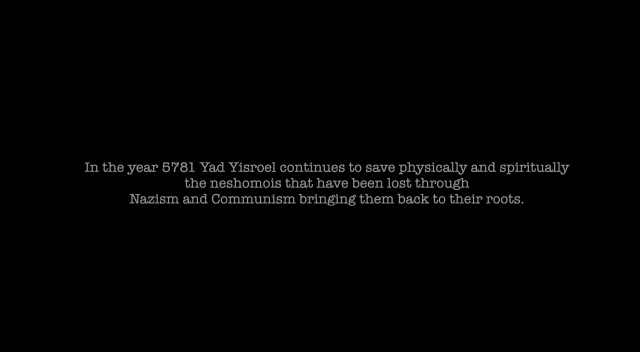 In the year 5781 Yad Yisroel continues to save physically and spiritually
the neshomois that have been lost through
Nazism and Communism bringing them back to their roots.